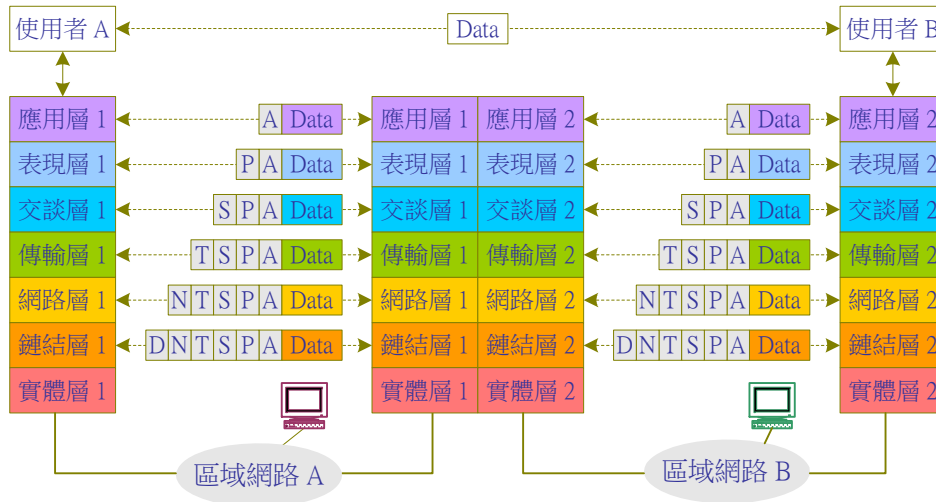 使用者 A Data 使用者 B
應用層 1 A Data 應用層 1 應用層 2 A Data 應用層 2
表現層 1 P A Data 表現層 1 表現層 2 P A Data 表現層 2
交談層 1 S P A Data 交談層 1 交談層 2 S P A Data 交談層 2
傳輸層 1 T S P A Data 傳輸層 1 傳輸層 2 T S P A Data 傳輸層 2
網路層 1 N T S P A Data 網路層 1 網路層 2 N T S P A Data 網路層 2
鏈結層 1 D N T S P A Data 鏈結層 1 鏈結層 2 D N T S P A Data 鏈結層 2
實體層 1 實體層 1 實體層 2 實體層 2
區域網路 A 區域網路 B